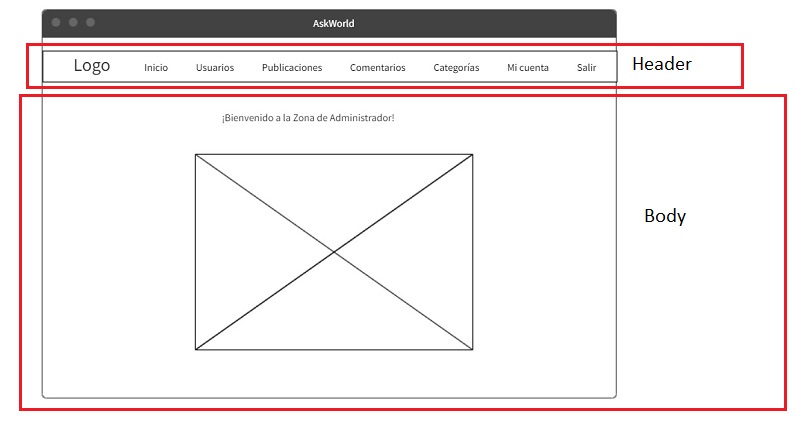 AskWorld
Logo Inicio Usuarios Publicaciones Comentarios Categorías Mi cuenta Salir Header
¡Bienvenido a la Zona de Administrador!
Body